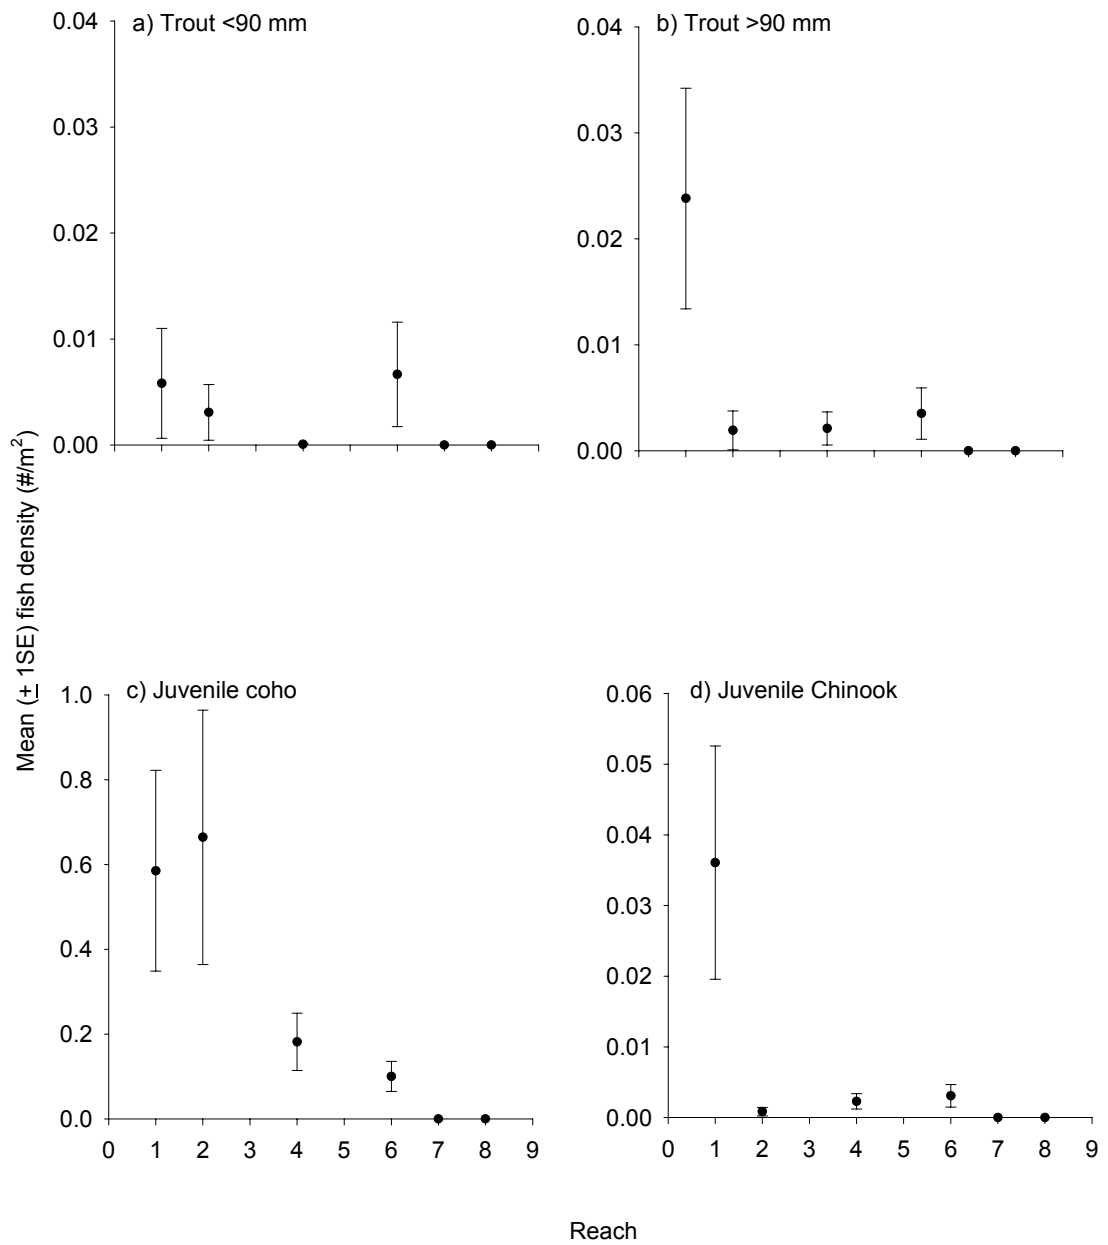 a) Trout <90 mm
0.04
0.03
0.02
0.01
0.00
b) Trout >90 mm
0.04
0.03
0.02
0.01
0.00
Mean (± 1SE) fish density (#/m²)
c) Juvenile coho
1.0
0.8
0.6
0.4
0.2
0.0
0 1 2 3 4 5 6 7 8 9
d) Juvenile Chinook
0.06
0.05
0.04
0.03
0.02
0.01
0.00
0 1 2 3 4 5 6 7 8 9
Reach